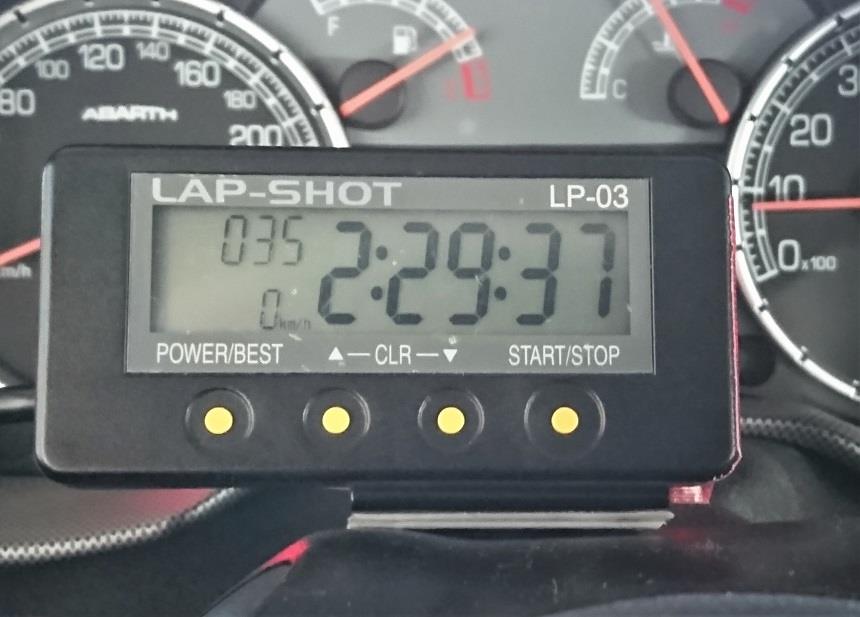 F
C
80
100
120
140
160
180
200
ABARTH
km/h
20
10
0x100
LAP-SHOT LP-03
035 2:29:37
0km/h
POWER/BEST ▲—CLR—▼ START/STOP